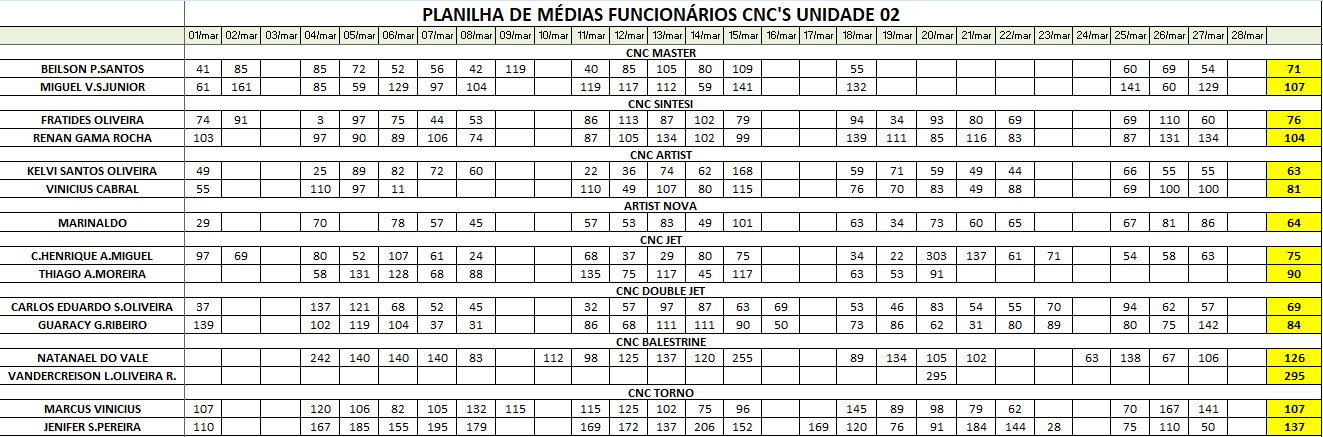 PLANILHA DE MÉDIAS FUNCIONÁRIOS CNC'S UNIDADE 02
01/mar 02/mar 03/mar 04/mar 05/mar 06/mar 07/mar 08/mar 09/mar 10/mar 11/mar 12/mar 13/mar 14/mar 15/mar 16/mar 17/mar 18/mar 19/mar 20/mar 21/mar 22/mar 23/mar 24/mar 25/mar 26/mar 27/mar 28/mar
CNC MASTER
BEILSON P.SANTOS 41 85 85 72 52 56 42 119 40 85 105 80 109 55 60 69 54 71
MIGUEL V.S.JUNIOR 61 161 85 59 129 97 104 119 117 112 59 141 132 141 60 129 107
CNC SINTESI
FRATIDES OLIVEIRA 74 91 3 97 75 44 53 86 113 87 102 79 94 34 93 80 69 69 110 60 76
RENAN GAMA ROCHA 103 97 90 89 106 74 87 105 134 102 99 139 111 85 116 83 87 131 134 104
CNC ARTIST
KELVI SANTOS OLIVEIRA 49 25 89 82 72 60 22 36 74 62 168 59 71 59 49 44 66 55 55 63
VINICIUS CABRAL 55 110 97 11 110 49 107 80 115 76 70 83 49 88 69 100 100 81
ARTIST NOVA
MARINALDO 29 70 78 57 45 57 53 83 49 101 63 34 73 60 65 67 81 86 64
CNC JET
C.HENRIQUE A.MIGUEL 97 69 80 52 107 61 24 68 37 29 80 75 34 22 303 137 61 71 54 58 63 75
THIAGO A.MOREIRA 58 131 128 68 88 135 75 117 45 117 63 53 91 90
CNC DOUBLE JET
CARLOS EDUARDO S.OLIVEIRA 37 137 121 68 52 45 32 57 97 87 63 69 53 46 83 54 55 70 94 62 57 69
GUARACY G.RIBEIRO 139 102 119 104 37 31 86 68 111 111 90 50 73 86 62 31 80 89 80 75 142 84
CNC BALESTRINE
NATANAEL DO VALE 242 140 140 140 83 112 98 125 137 120 255 89 134 105 102 63 138 67 106 126
VANDERCREISON L.OLIVEIRA R. 295 295
CNC TORNO
MARCUS VINICIUS 107 120 106 82 105 132 115 115 125 102 75 96 145 89 98 79 62 70 167 141 107
JENIFER S.PEREIRA 110 167 185 155 195 179 169 172 137 206 152 169 120 76 91 184 144 28 75 110 50 137